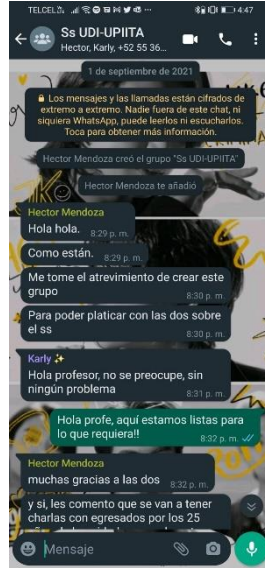 TELCEL 4:47
Ss UDI-UPIITA
Hector, Karly, +52 55 36...
1 de septiembre de 2021
Los mensajes y las llamadas están cifrados de
extremo a extremo. Nadie fuera de este chat, ni
siquiera WhatsApp, puede leerlos ni escucharlos.
Toca para obtener más información.
Hector Mendoza creó el grupo "Ss UDI-UPIITA"
Hector Mendoza te añadió
Hector Mendoza
Hola hola. 8:29 p. m.
Como están. 8:29 p. m.
Me tome el atrevimiento de crear este
grupo 8:30 p. m.
Para poder platicar con las dos sobre
el ss 8:30 p. m.
Karly ✨
Hola profesor, no se preocupe, sin
ningún problema 8:31 p. m.
Hola profe, aquí estamos listas para
lo que requiera!! 8:32 p. m.
Hector Mendoza
muchas gracias a las dos 8:32 p. m.
y si, les comento que se van a tener
charlas con egresados por los 25
Mensaje